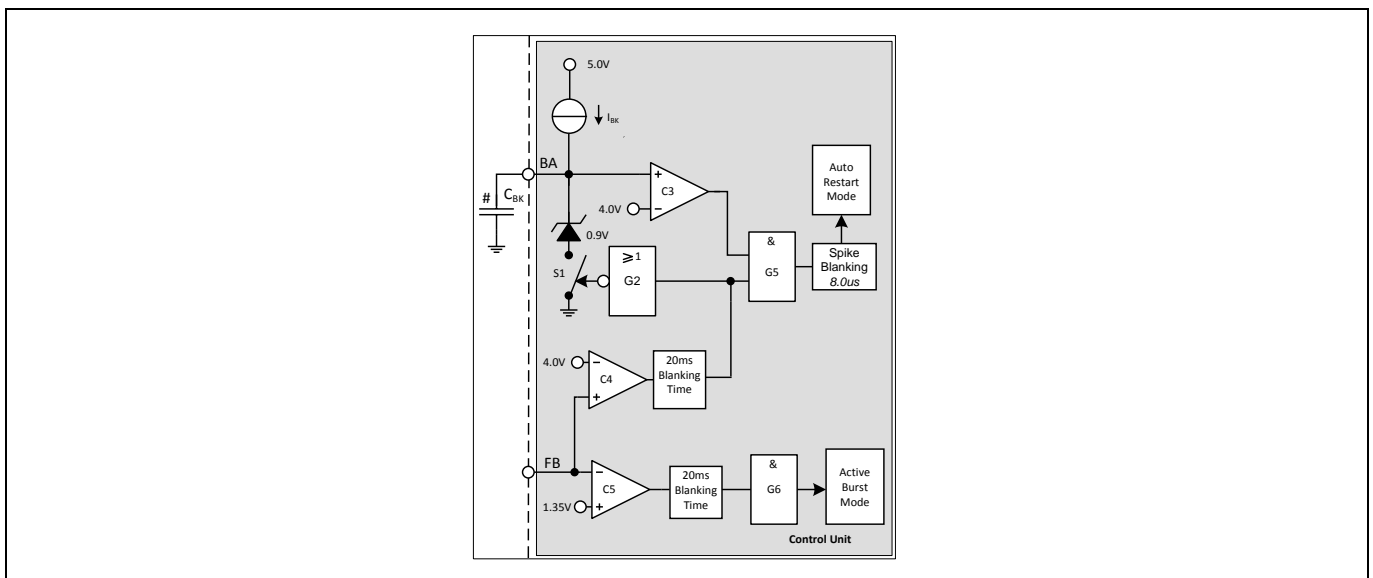 5.0V
I_BK
BA
# C_BK
+
C3
4.0V
−
Auto
Restart
Mode
0.9V
S1
≥1
G2
&
G5
Spike
Blanking
8.0us
4.0V
−
C4
+
20ms
Blanking
Time
FB
−
C5
1.35V
+
20ms
Blanking
Time
&
G6
Active
Burst
Mode
Control Unit